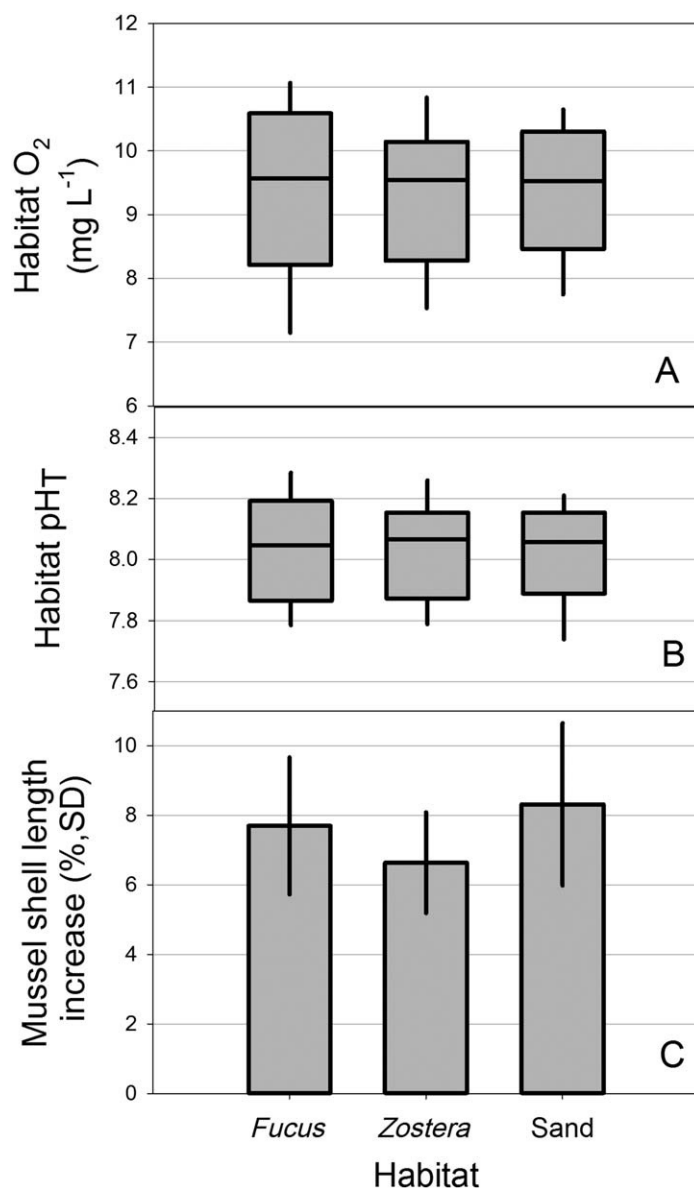 Habitat O2
(mg L-1)
12
11
10
9
8
7
6
A
Habitat pHT
8.4
8.2
8.0
7.8
7.6
B
Mussel shell length
increase (%,SD)
10
8
6
4
2
0
C
Fucus Zostera Sand
Habitat